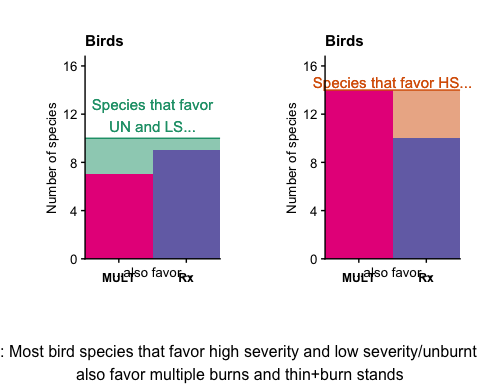 Birds
16
12
8
4
0
Number of species
Species that favor
UN and LS...
MULT
Rx
also favor
Birds
16
12
8
4
0
Number of species
Species that favor HS...
MULT
Rx
also favor
: Most bird species that favor high severity and low severity/unburnt
also favor multiple burns and thin+burn stands